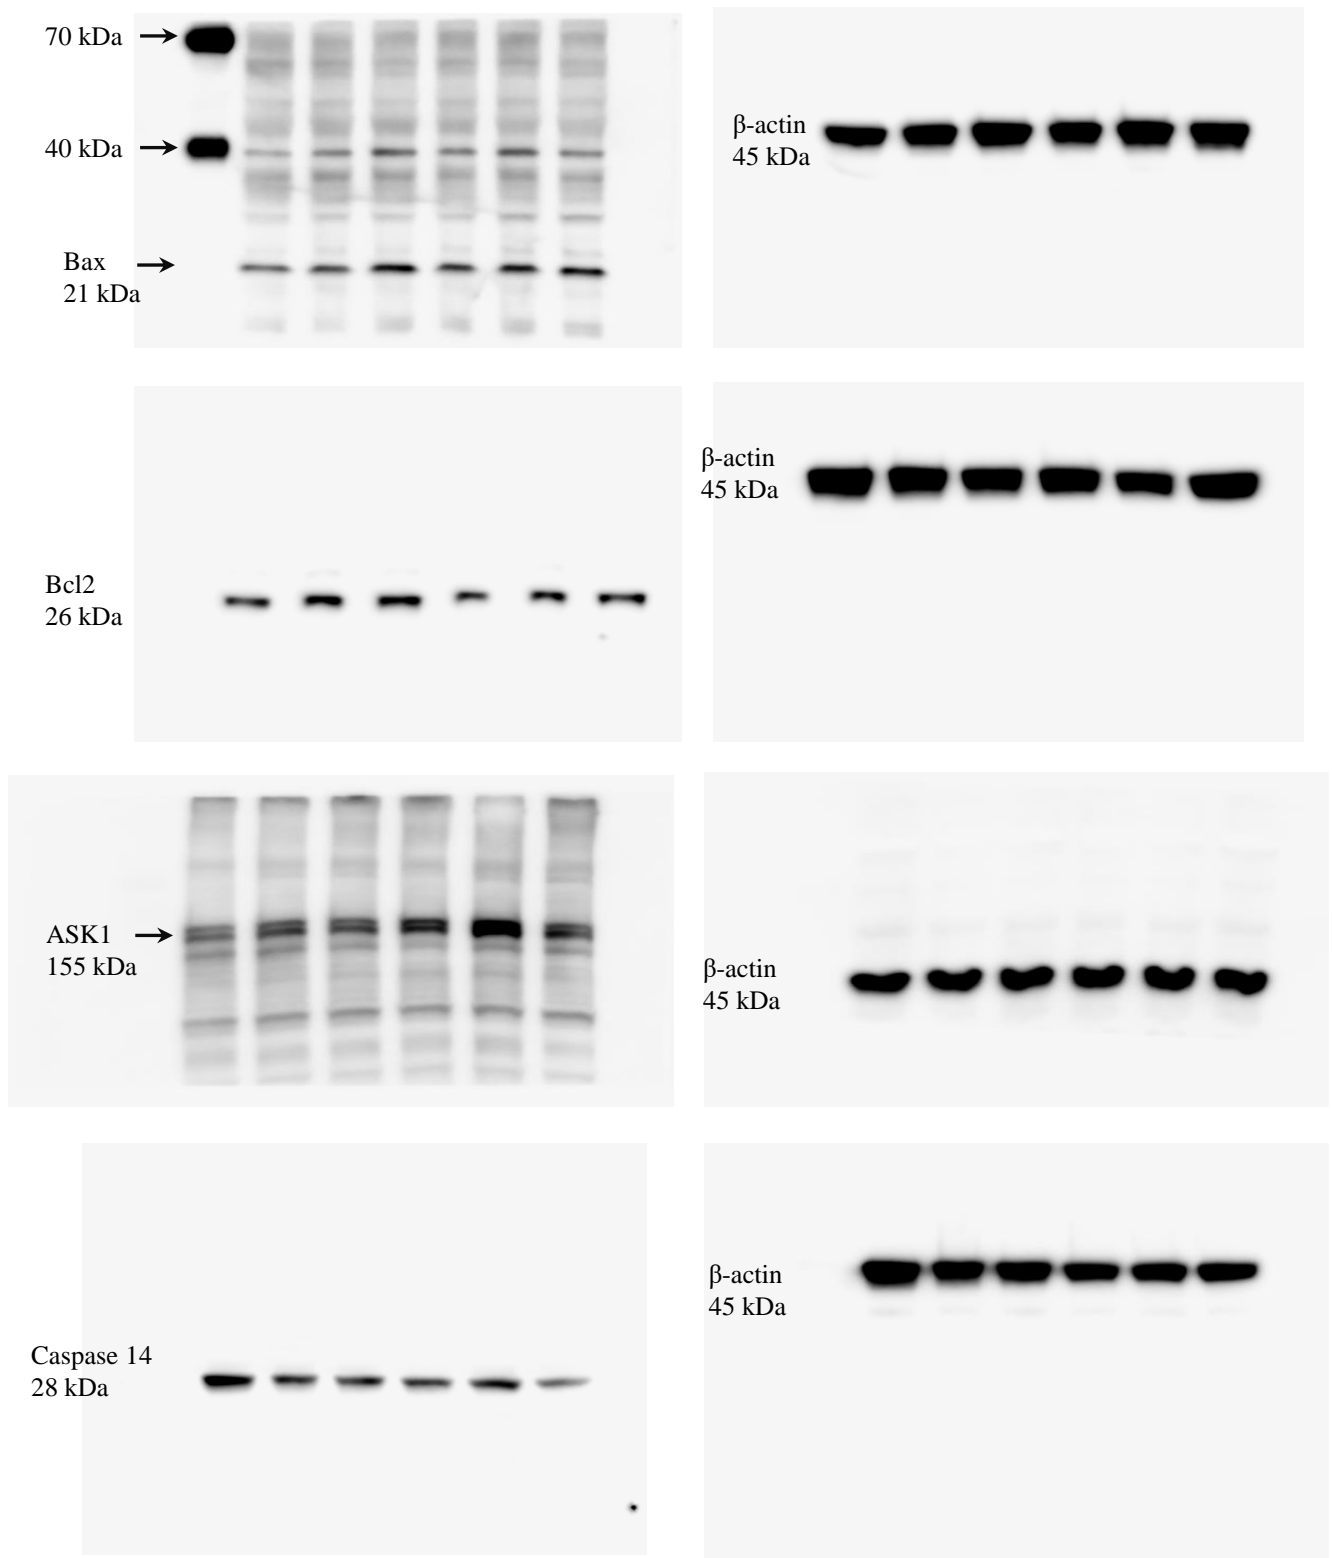 70 kDa
40 kDa
Bax
21 kDa
β-actin
45 kDa
Bcl2
26 kDa
β-actin
45 kDa
ASK1
155 kDa
β-actin
45 kDa
Caspase 14
28 kDa
β-actin
45 kDa